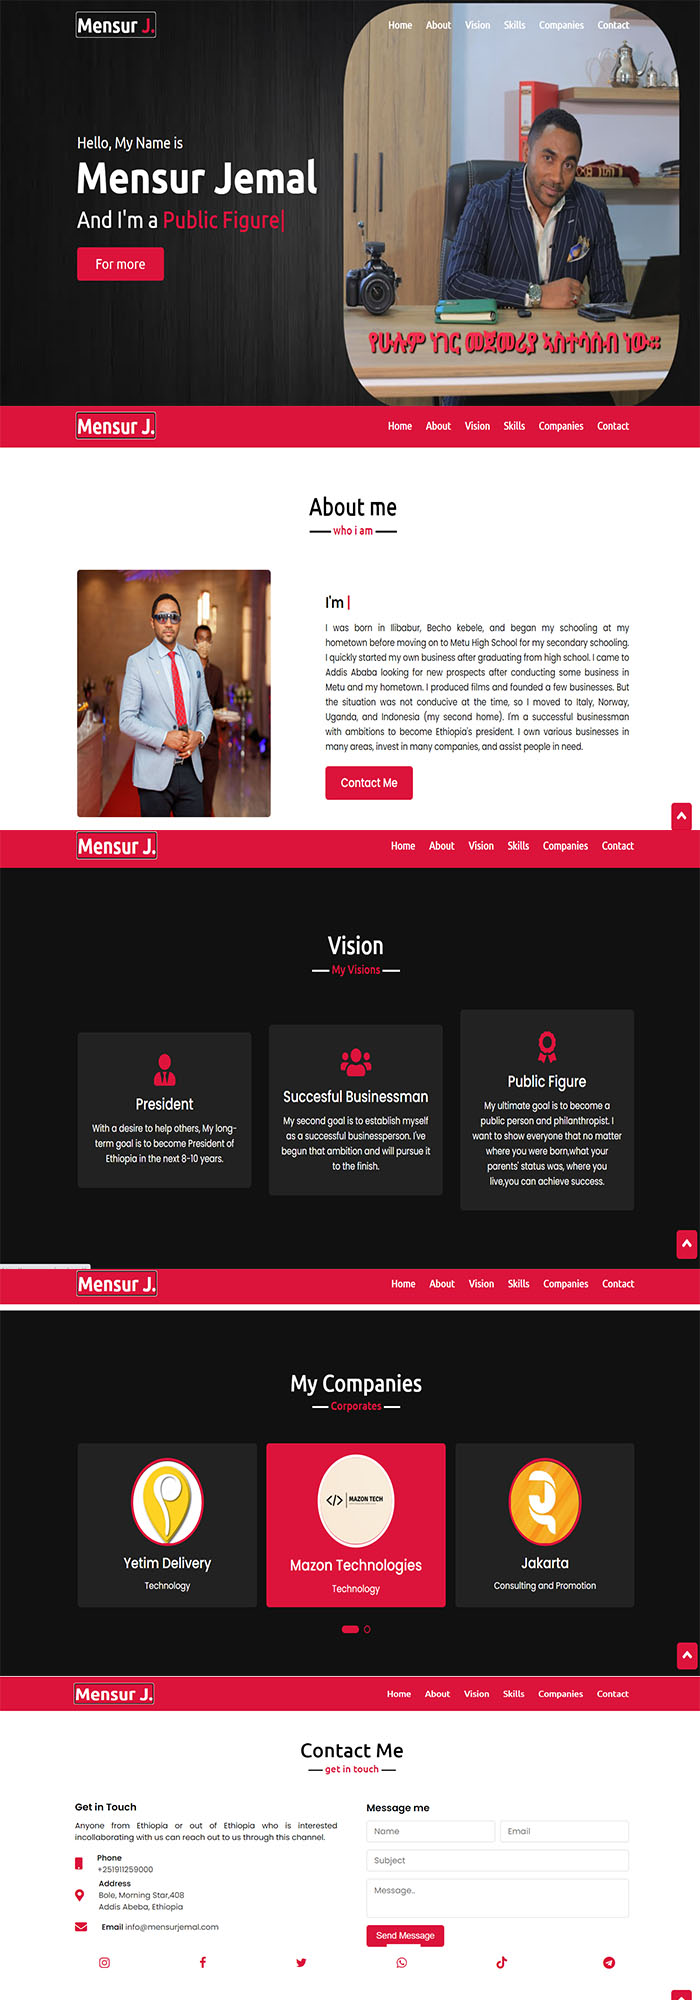 Mensur J.
Home About Vision Skills Companies Contact
Hello, My Name is
Mensur Jemal
And I'm a Public Figure|
For more
የሁሉም ነገር መጀመሪያ ኣስተሳሰብ ነው።
Mensur J.
Home About Vision Skills Companies Contact
About me
who i am
I'm |
I was born in Ilibabur, Becho kebele, and began my schooling at my
hometown before moving on to Metu High School for my secondary schooling.
I quickly started my own business after graduating from high school. I came to
Addis Ababa looking for new prospects after conducting some business in
Metu and my hometown. I produced films and founded a few businesses. But
the situation was not conducive at the time, so I moved to Italy, Norway,
Uganda, and Indonesia (my second home). I'm a successful businessman
with ambitions to become Ethiopia's president. I own various businesses in
many areas, invest in many companies, and assist people in need.
Contact Me
Mensur J.
Home About Vision Skills Companies Contact
Vision
My Visions
President
With a desire to help others, My long-
term goal is to become President of
Ethiopia in the next 8-10 years.
Succesful Businessman
My second goal is to establish myself
as a successful businessperson. I've
begun that ambition and will pursue it
to the finish.
Public Figure
My ultimate goal is to become a
public person and philanthropist. I
want to show everyone that no matter
where you were born,what your
parents' status was, where you
live,you can achieve success.
Mensur J.
Home About Vision Skills Companies Contact
My Companies
Corporates
Yetim Delivery
Technology
</> MAZON TECH
Mazon Technologies
Technology
Jakarta
Consulting and Promotion
Mensur J.
Home About Vision Skills Companies Contact
Contact Me
get in touch
Get in Touch
Anyone from Ethiopia or out of Ethiopia who is interested
incollaborating with us can reach out to us through this channel.
Phone
+251911259000
Address
Bole, Morning Star,408
Addis Abeba, Ethiopia
Email info@mensurjemal.com
Message me
Name
Email
Subject
Message..
Send Message